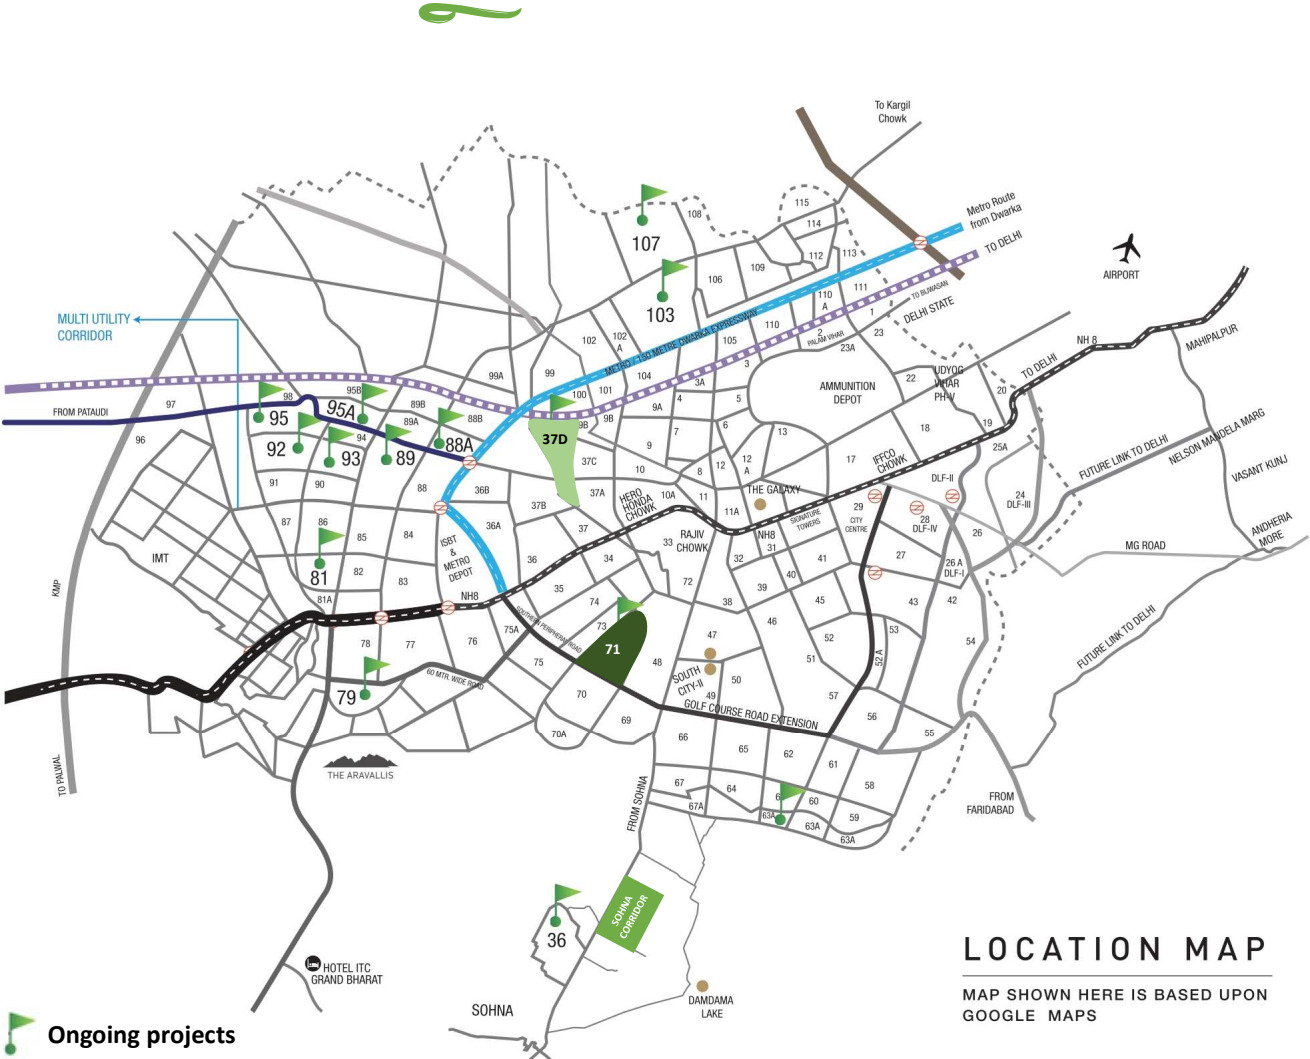 To Kargil
Chowk
115
114
108
107
Metro Route
from Dwarka
TO DELHI
113
112
109
106
111
110
A
AIRPORT
103
METRO / 150 METRE DWARKA EXPRESSWAY
TO BIJWASAN
DELHI STATE
MULTI UTILITY
CORRIDOR
102
102
A
105
110
2
PALAM VIHAR
1
23
23A
3
NH 8
MAHIPALPUR
TO DELHI
99A
99
104
101
100
3A
4
5
AMMUNITION
DEPOT
22
UDYOG
VIHAR
PH-V
20
FROM PATAUDI
97
98
95B
95
95A
89B
89A
88B
9B
9B
9A
7
6
13
18
19
96
92
94
93
89
88A
37D
9
12
12
A
17
IFFCO
CHOWK
25A
FUTURE LINK TO DELHI
NELSON MANDELA MARG
VASANT KUNJ
91
90
88
36B
37C
10
8
37A
HERO
HONDA
CHOWK
10A
11
THE GALAXY
DLF-II
24
DLF-III
87
86
85
84
36A
37B
37
11A
SIGNATURE
TOWERS
29
CITY
CENTRE
28
DLF-IV
26
ANDHERIA
MORE
IMT
ISBT
&
METRO
DEPOT
33
RAJIV
CHOWK
NH8
31
32
41
27
26 A
DLF-I
MG ROAD
KMP
81
82
83
36
34
72
39
40
81A
NH8
35
74
38
45
43
42
SOUTHERN PERIPHERAL ROAD
73
71
46
47
52
53
54
FUTURE LINK TO DELHI
78
77
76
75A
75
48
51
52 A
60 MTR. WIDE ROAD
79
SOUTH
CITY-II
49
50
70
57
56
GOLF COURSE ROAD EXTENSION
69
70A
66
65
62
61
55
TO PALWAL
THE ARAVALLIS
67
64
58
FROM
FARIDABAD
FROM SOHNA
67A
63A
60
63A
59
63A
36
SOHNA
CORRIDOR
HOTEL ITC
GRAND BHARAT
SOHNA
DAMDAMA
LAKE
LOCATION MAP
MAP SHOWN HERE IS BASED UPON
GOOGLE MAPS
Ongoing projects